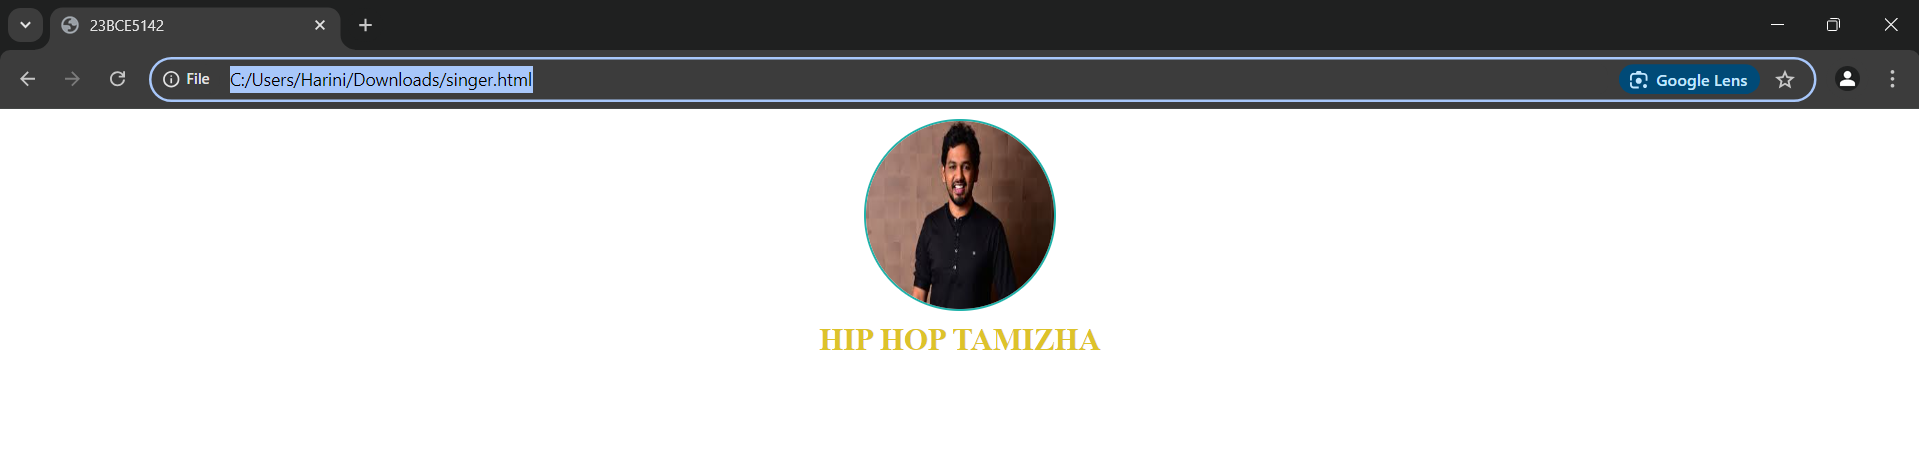 23BCE5142
File
C:/Users/Harini/Downloads/singer.html
Google Lens
HIP HOP TAMIZHA